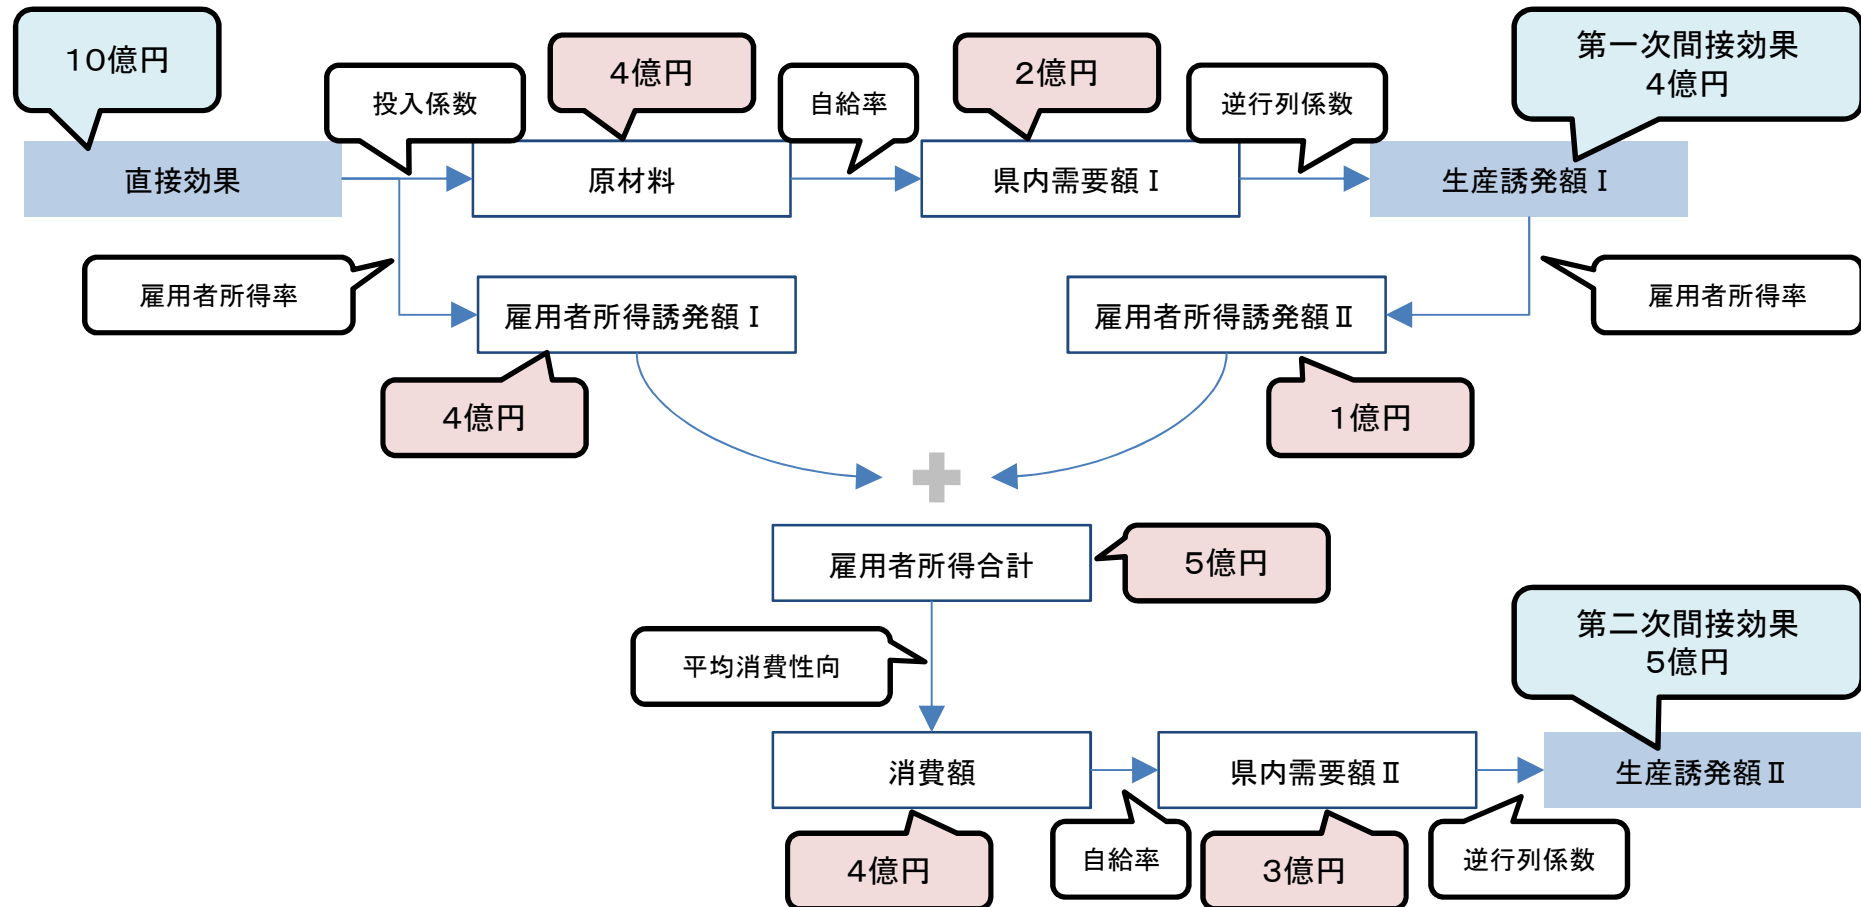 10億円
投入係数
4億円
自給率
2億円
逆行列係数
第一次間接効果
4億円
直接効果
原材料
県内需要額Ⅰ
生産誘発額Ⅰ
雇用者所得率
雇用者所得誘発額Ⅰ
雇用者所得誘発額Ⅱ
雇用者所得率
4億円
1億円
雇用者所得合計
5億円
平均消費性向
第二次間接効果
5億円
消費額
県内需要額Ⅱ
生産誘発額Ⅱ
4億円
自給率
3億円
逆行列係数